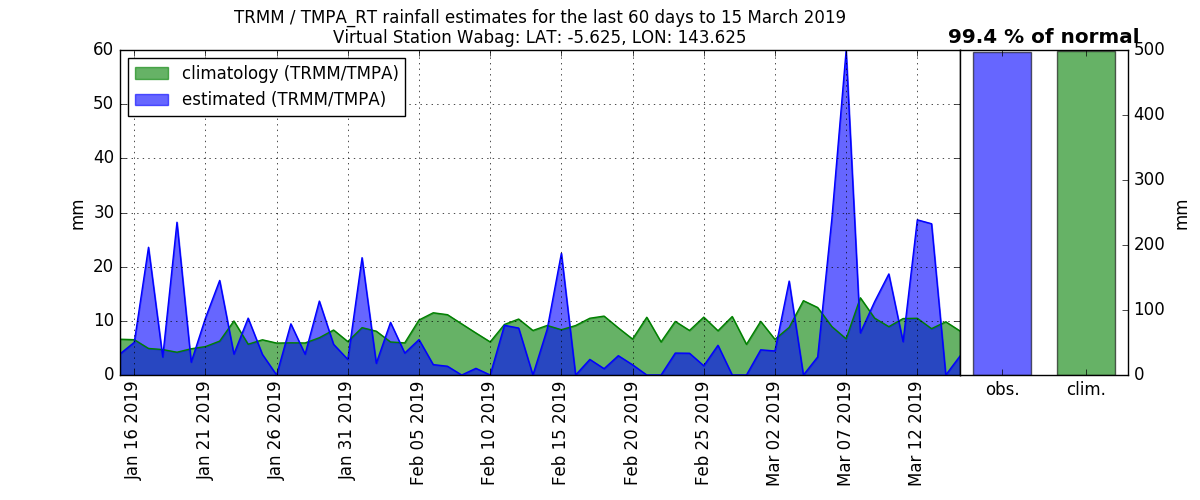 TRMM / TMPA_RT rainfall estimates for the last 60 days to 15 March 2019
Virtual Station Wabag: LAT: -5.625, LON: 143.625
99.4 % of normal
climatology (TRMM/TMPA)
estimated (TRMM/TMPA)
60
50
40
30
20
10
0
mm
500
400
300
200
100
0
mm
Jan 16 2019
Jan 21 2019
Jan 26 2019
Jan 31 2019
Feb 05 2019
Feb 10 2019
Feb 15 2019
Feb 20 2019
Feb 25 2019
Mar 02 2019
Mar 07 2019
Mar 12 2019
obs.
clim.